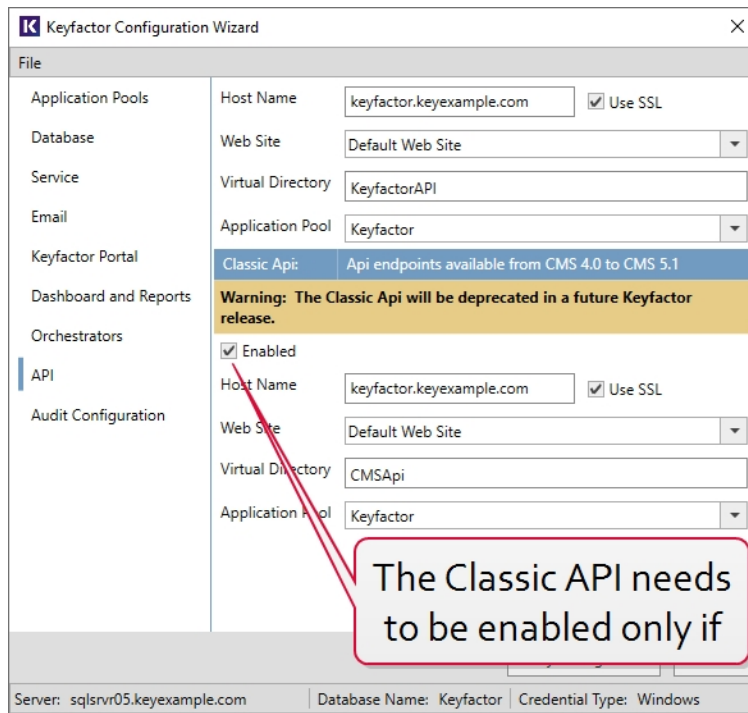 Keyfactor Configuration Wizard
File
Application Pools
Database
Service
Email
Keyfactor Portal
Dashboard and Reports
Orchestrators
API
Audit Configuration
Host Name keyfactor.keyexample.com Use SSL
Web Site Default Web Site
Virtual Directory KeyfactorAPI
Application Pool Keyfactor
Classic Api: Api endpoints available from CMS 4.0 to CMS 5.1
Warning: The Classic Api will be deprecated in a future Keyfactor
release.
Enabled
Host Name keyfactor.keyexample.com Use SSL
Web Site Default Web Site
Virtual Directory CMSApi
Application Pool Keyfactor
The Classic API needs
to be enabled only if
Server: sqlsrvr05.keyexample.com Database Name: Keyfactor Credential Type: Windows